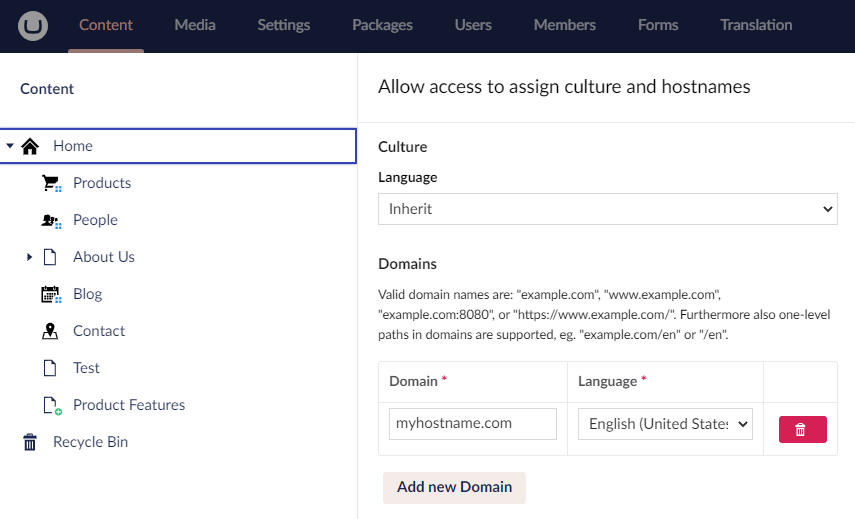 Content Media Settings Packages Users Members Forms Translation
Content
Home
Products
People
About Us
Blog
Contact
Test
Product Features
Recycle Bin
Allow access to assign culture and hostnames
Culture
Language
Inherit
Domains
Valid domain names are: "example.com", "www.example.com",
"example.com:8080", or "https://www.example.com/". Furthermore also one-level
paths in domains are supported, eg. "example.com/en" or "/en".
Domain * Language *
myhostname.com English (United States
Add new Domain